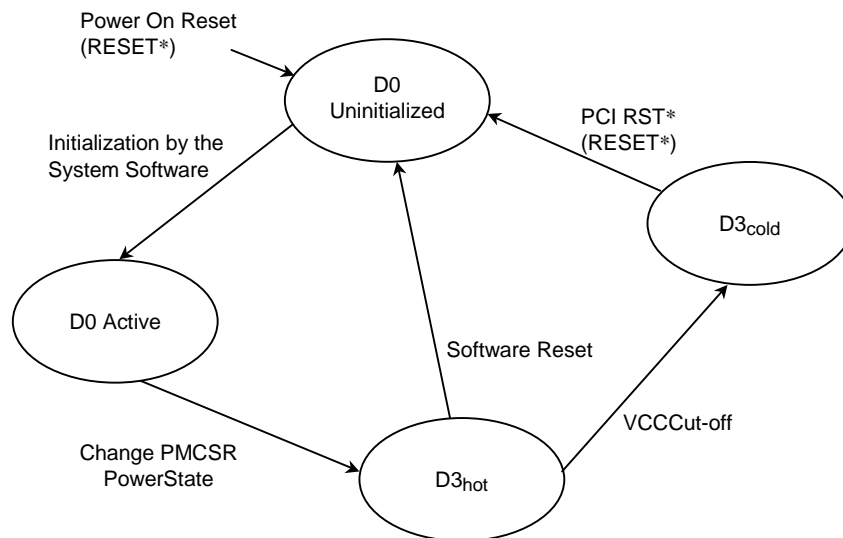 Power On Reset
(RESET*)
D0
Uninitialized
PCI RST*
(RESET*)
Initialization by the
System Software
D3cold
D0 Active
Software Reset
VCCCut-off
Change PMCSR
PowerState
D3hot